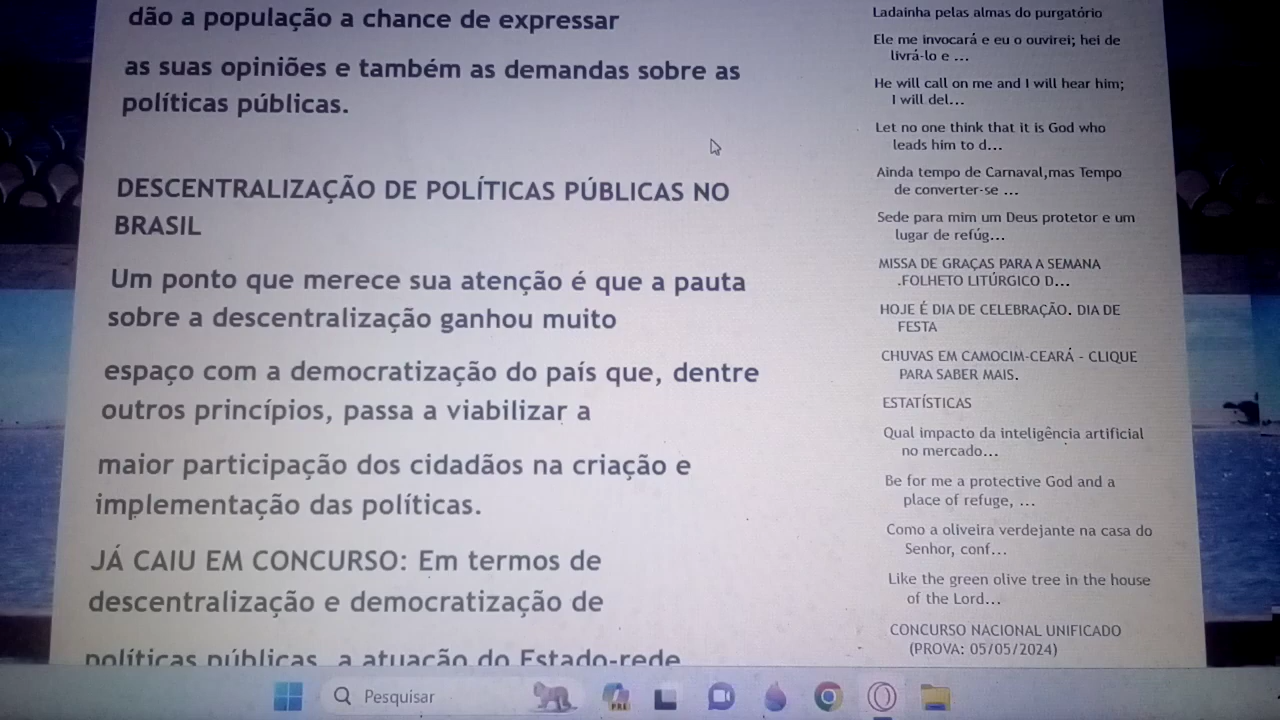 dão a população a chance de expressar
as suas opiniões e também as demandas sobre as
políticas públicas.
DESCENTRALIZAÇÃO DE POLÍTICAS PÚBLICAS NO
BRASIL
Um ponto que merece sua atenção é que a pauta
sobre a descentralização ganhou muito
espaço com a democratização do país que, dentre
outros princípios, passa a viabilizar a
maior participação dos cidadãos na criação e
implementação das políticas.
JÁ CAIU EM CONCURSO: Em termos de
descentralização e democratização de
políticas públicas, a atuação do Estado-rede
Ladainha pelas almas do purgatório
Ele me invocará e eu o ouvirei; hei de
livrá-lo e ...
He will call on me and I will hear him;
I will del...
Let no one think that it is God who
leads him to d...
Ainda tempo de Carnaval,mas Tempo
de converter-se ...
Sede para mim um Deus protetor e um
lugar de refúg...
MISSA DE GRAÇAS PARA A SEMANA
.FOLHETO LITÚRGICO D...
HOJE É DIA DE CELEBRAÇÃO. DIA DE
FESTA
CHUVAS EM CAMOCIM-CEARÁ - CLIQUE
PARA SABER MAIS.
ESTATÍSTICAS
Qual impacto da inteligência artificial
no mercado...
Be for me a protective God and a
place of refuge, ...
Como a oliveira verdejante na casa do
Senhor, conf...
Like the green olive tree in the house
of the Lord...
CONCURSO NACIONAL UNIFICADO
(PROVA: 05/05/2024)
Pesquisar
PRE